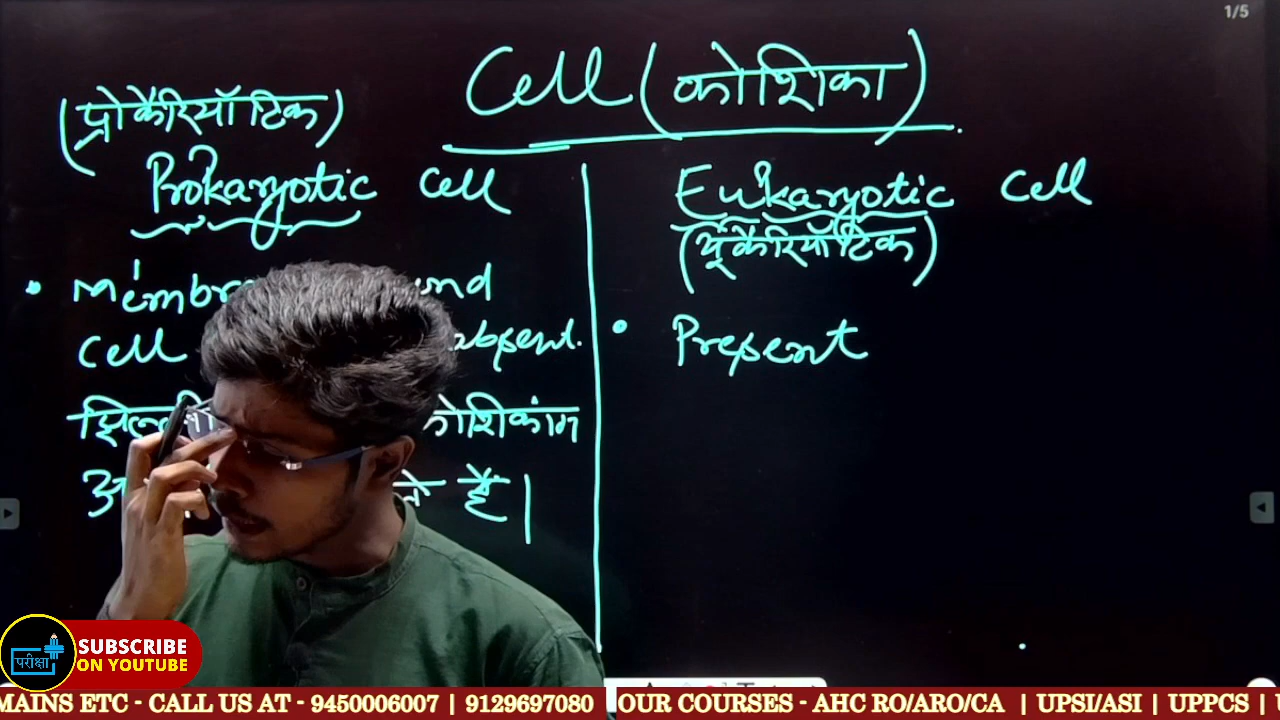 1/5
Cell (कोशिका)
(प्रोकैरियॉटिक)
Prokaryotic Cell
• Membr
Cell absent.
कोशिकांग
है।
Eukaryotic Cell
(यूकैरियॉटिक)
• Present
परीक्षा
SUBSCRIBE
ON YOUTUBE
MAINS ETC - CALL US AT - 9450006007 | 9129697080 OUR COURSES - AHC RO/ARO/CA | UPSI/ASI | UPPCS |